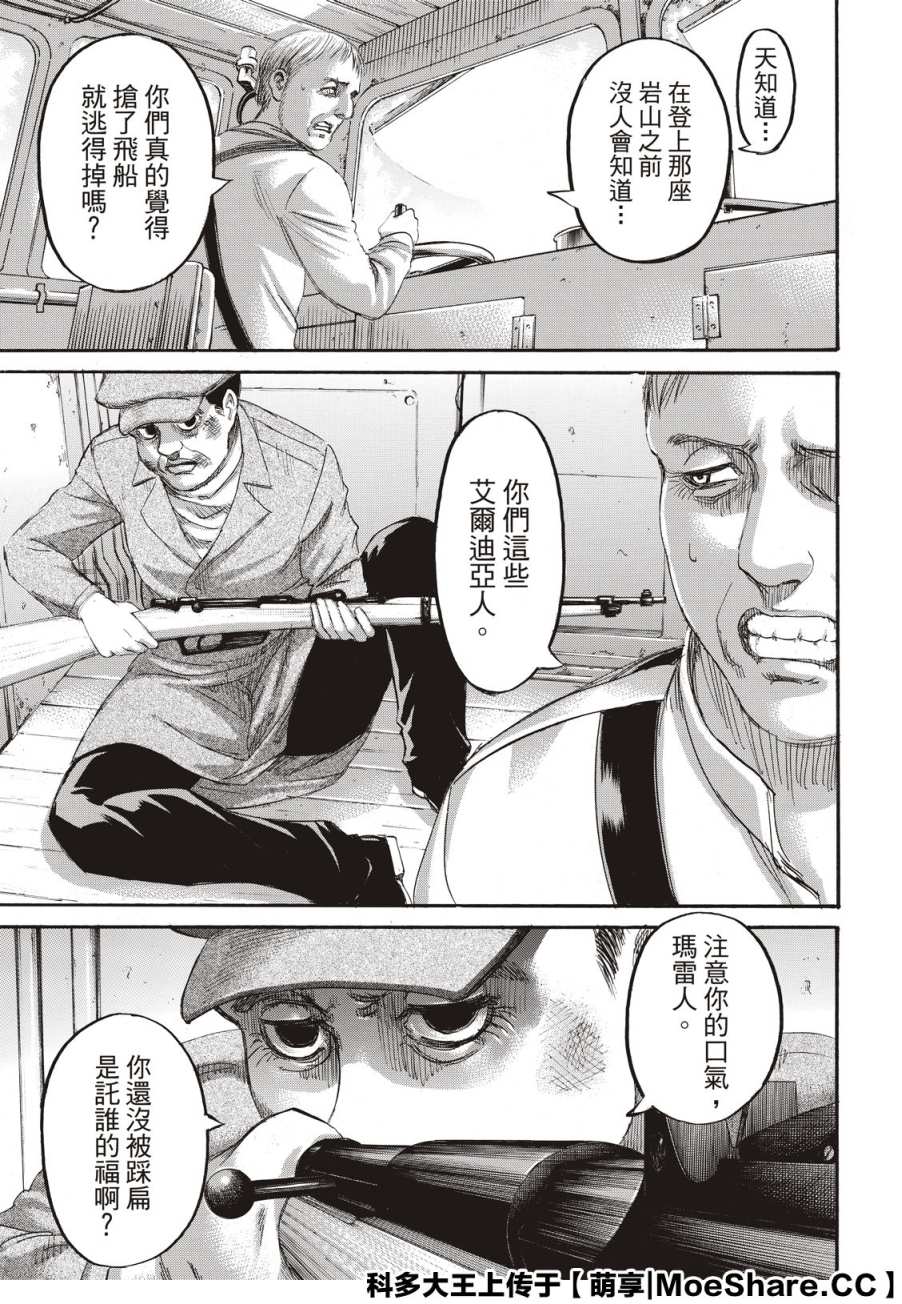 天知道…
在登上那座
岩山之前
沒人會知道…
你們真的覺得
搶了飛船
就逃得掉嗎？
你們這些
艾爾迪亞人。
注意你的口氣，
瑪雷人。
你還沒被踩扁
是託誰的福啊？
科多大王上传于【萌享|MoeShare.CC】